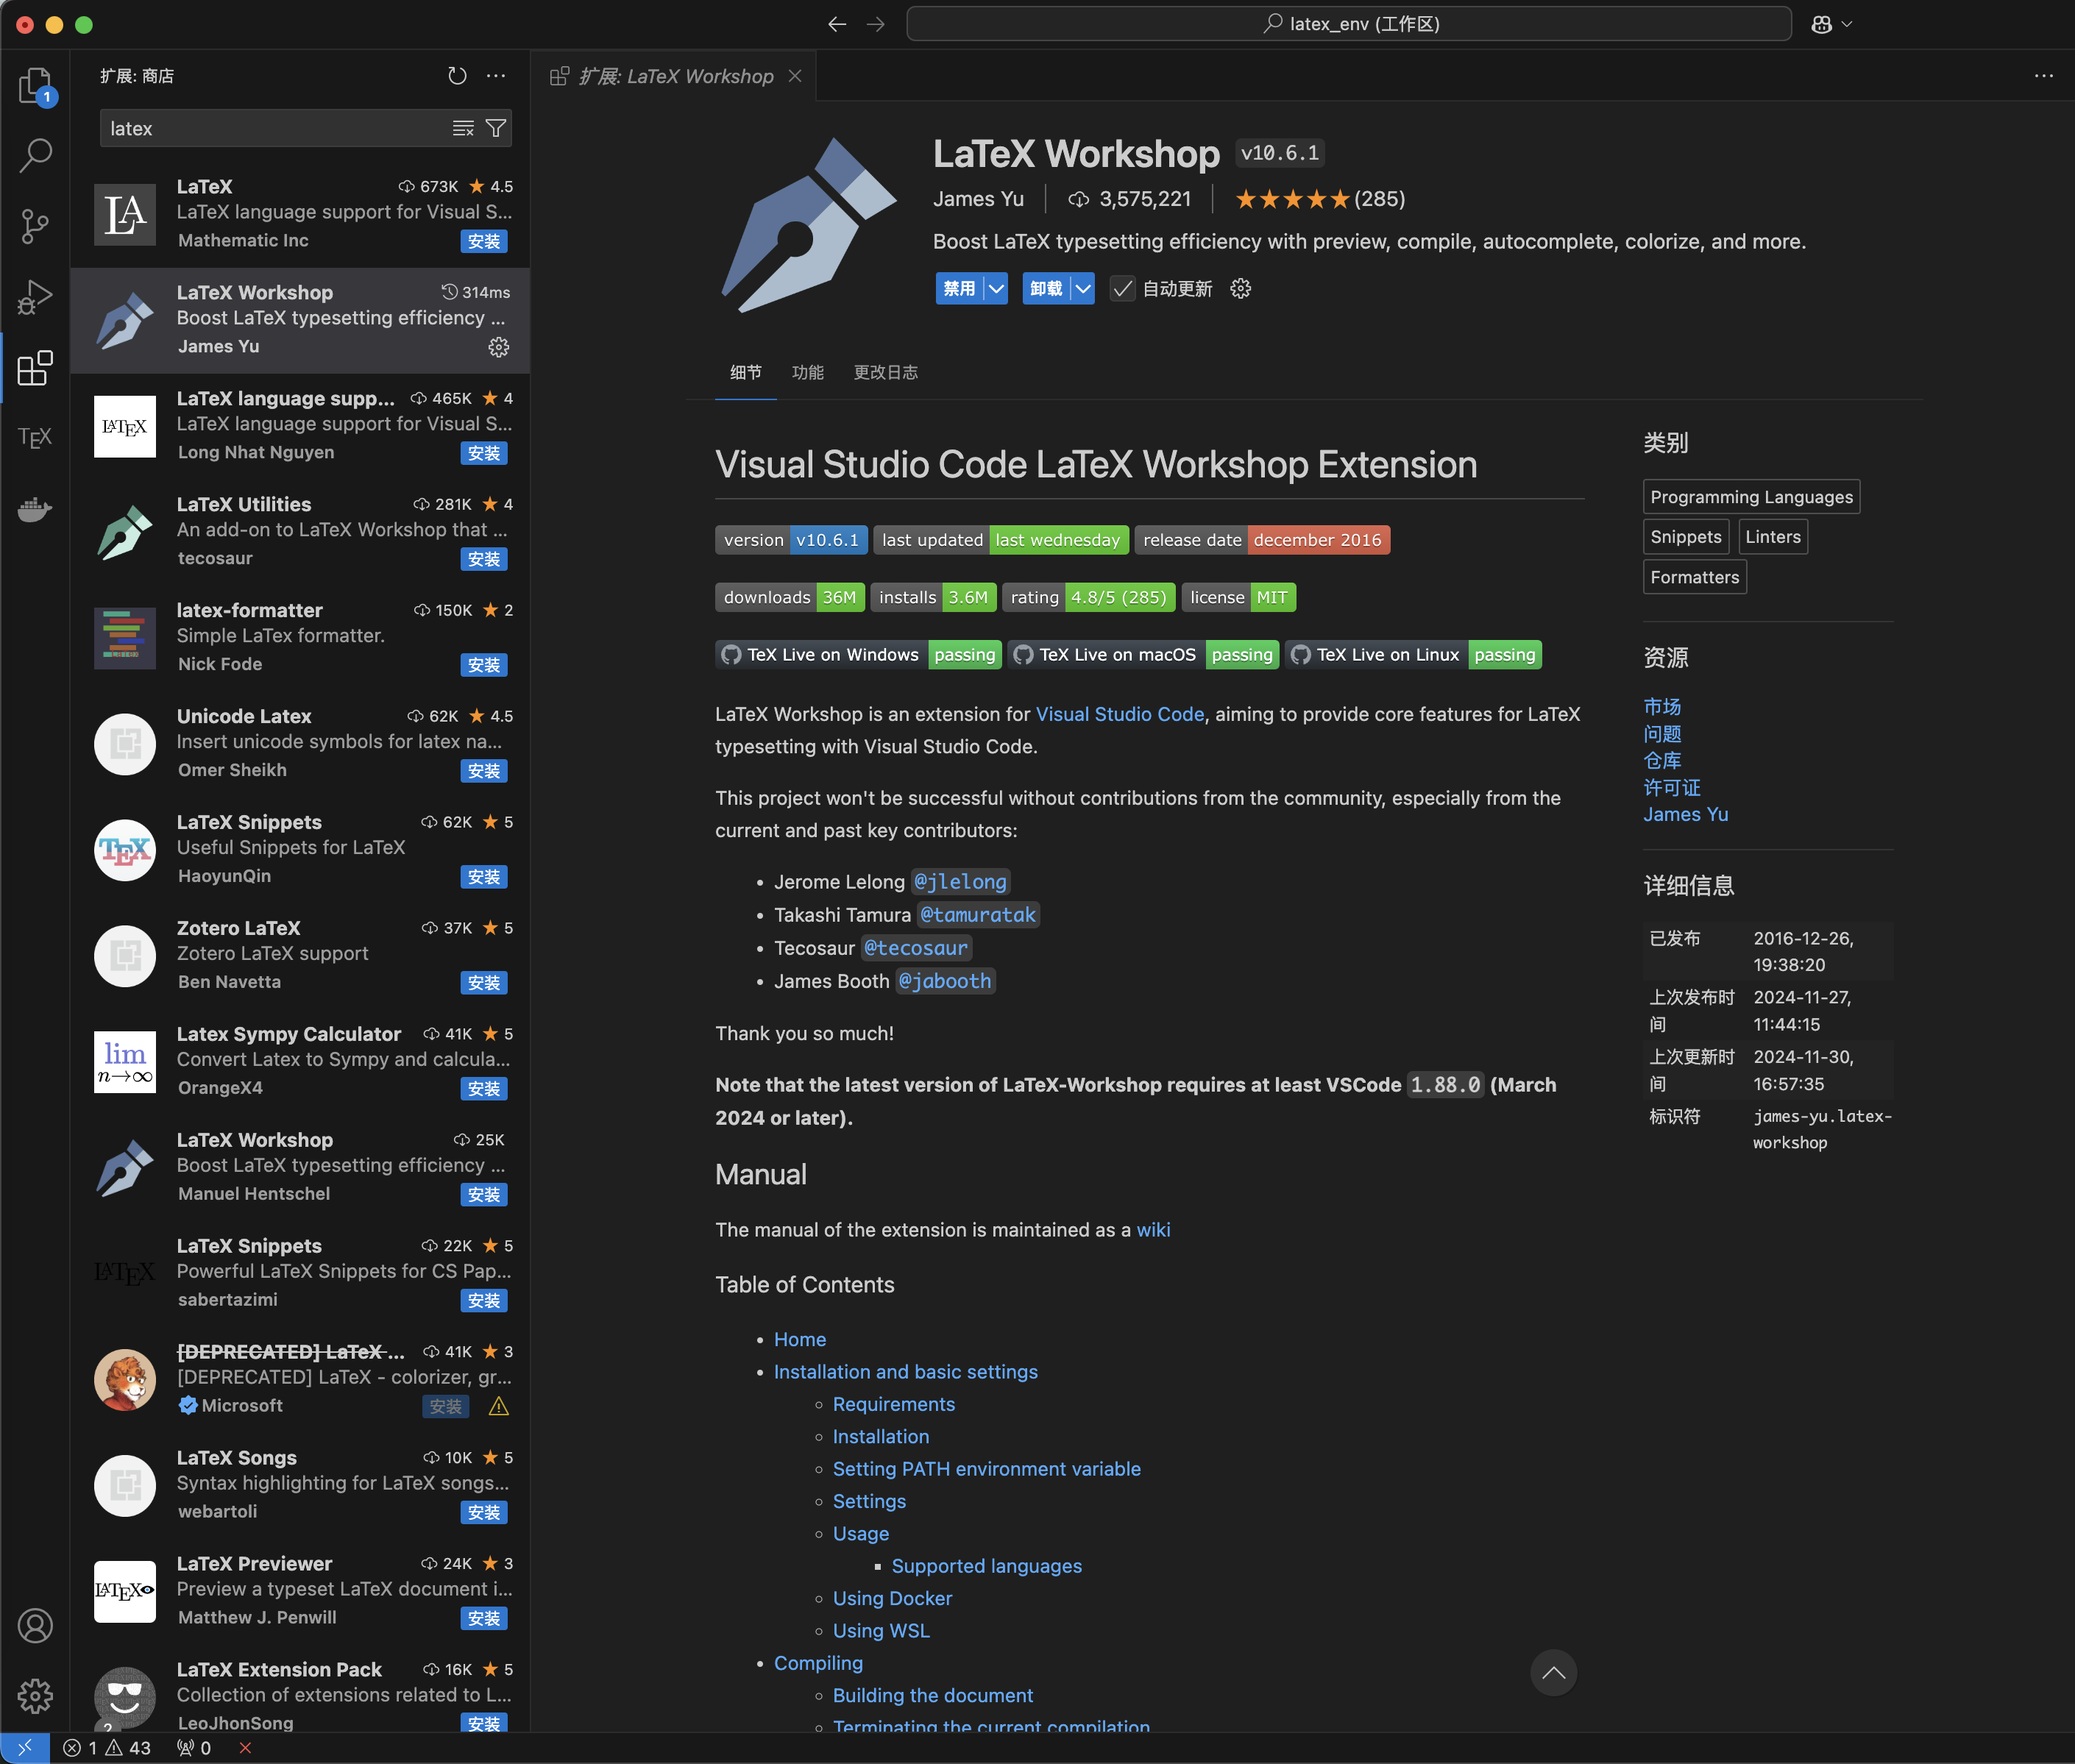 latex_env (工作区)
1
扩展: 商店
latex
LaTeX 673K 4.5
LaTeX language support for Visual S...
Mathematic Inc 安装
LaTeX Workshop 314ms
Boost LaTeX typesetting efficiency ...
James Yu
LaTeX language supp... 465K 4
LaTeX language support for Visual S...
Long Nhat Nguyen 安装
LaTeX Utilities 281K 4
An add-on to LaTeX Workshop that ...
tecosaur 安装
latex-formatter 150K 2
Simple LaTex formatter.
Nick Fode 安装
Unicode Latex 62K 4.5
Insert unicode symbols for latex na...
Omer Sheikh 安装
LaTeX Snippets 62K 5
Useful Snippets for LaTeX
HaoyunQin 安装
Zotero LaTeX 37K 5
Zotero LaTeX support
Ben Navetta 安装
Latex Sympy Calculator 41K 5
Convert Latex to Sympy and calcula...
OrangeX4 安装
LaTeX Workshop 25K
Boost LaTeX typesetting efficiency ...
Manuel Hentschel 安装
LaTeX Snippets 22K 5
Powerful LaTeX Snippets for CS Pap...
sabertazimi 安装
[DEPRECATED] LaTeX ... 41K 3
[DEPRECATED] LaTeX - colorizer, gr...
Microsoft 安装
LaTeX Songs 10K 5
Syntax highlighting for LaTeX songs...
webartoli 安装
LaTeX Previewer 24K 3
Preview a typeset LaTeX document i...
Matthew J. Penwill 安装
LaTeX Extension Pack 16K 5
Collection of extensions related to L...
LeoJhonSong 安装
2
LA
LATEX
TEX
lim
n→∞
LATEX
LATEX
TEX
扩展: LaTeX Workshop
LaTeX Workshop v10.6.1
James Yu 3,575,221 ★★★★★(285)
Boost LaTeX typesetting efficiency with preview, compile, autocomplete, colorize, and more.
禁用 卸载 自动更新
细节 功能 更改日志
Visual Studio Code LaTeX Workshop Extension
version v10.6.1 last updated last wednesday release date december 2016
downloads 36M installs 3.6M rating 4.8/5 (285) license MIT
TeX Live on Windows passing TeX Live on macOS passing TeX Live on Linux passing
LaTeX Workshop is an extension for Visual Studio Code, aiming to provide core features for LaTeX
typesetting with Visual Studio Code.
This project won't be successful without contributions from the community, especially from the
current and past key contributors:
• Jerome Lelong @jlelong
• Takashi Tamura @tamuratak
• Tecosaur @tecosaur
• James Booth @jabooth
Thank you so much!
Note that the latest version of LaTeX-Workshop requires at least VSCode 1.88.0 (March
2024 or later).
Manual
The manual of the extension is maintained as a wiki
Table of Contents
• Home
• Installation and basic settings
◦ Requirements
◦ Installation
◦ Setting PATH environment variable
◦ Settings
◦ Usage
▪ Supported languages
◦ Using Docker
◦ Using WSL
• Compiling
◦ Building the document
◦ Terminating the current compilation
类别
Programming Languages
Snippets Linters
Formatters
资源
市场
问题
仓库
许可证
James Yu
详细信息
已发布 2016-12-26,
19:38:20
上次发布时 2024-11-27,
间 11:44:15
上次更新时 2024-11-30,
间 16:57:35
标识符 james-yu.latex-
workshop
1 43 0